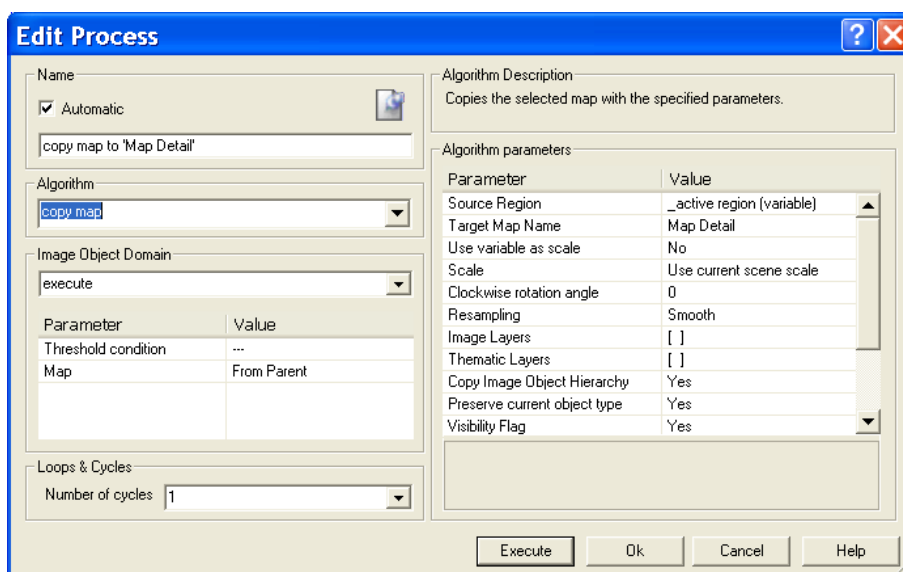 Edit Process
Name
Automatic
copy map to 'Map Detail'
Algorithm
copy map
Image Object Domain
execute
Parameter Value
Threshold condition ---
Map From Parent
Loops & Cycles
Number of cycles 1
Algorithm Description
Copies the selected map with the specified parameters.
Algorithm parameters
Parameter Value
Source Region _active region (variable)
Target Map Name Map Detail
Use variable as scale No
Scale Use current scene scale
Clockwise rotation angle 0
Resampling Smooth
Image Layers [ ]
Thematic Layers [ ]
Copy Image Object Hierarchy Yes
Preserve current object type Yes
Visibility Flag Yes
Execute Ok Cancel Help